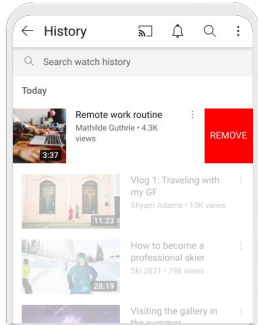 History
Search watch history
Today
Remote work routine
Mathilde Guthrie • 4.3K
views
REMOVE
3:37
Vlog 1: Traveling with
my GF
Shyam Adams • 13K views
11:23
How to become a
professional skier
Ski 2021 • 798 views
28:19
Visiting the gallery in
the summer